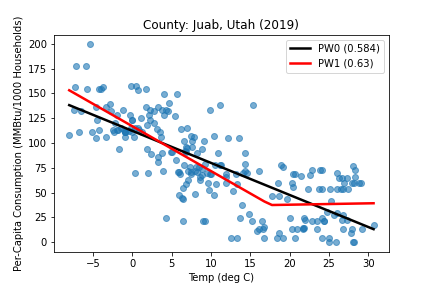 County: Juab, Utah (2019)
Per-Capita Consumption (MMBtu/1000 Households)
200
175
150
125
100
75
50
25
0
PW0 (0.584)
PW1 (0.63)
−5 0 5 10 15 20 25 30
Temp (deg C)